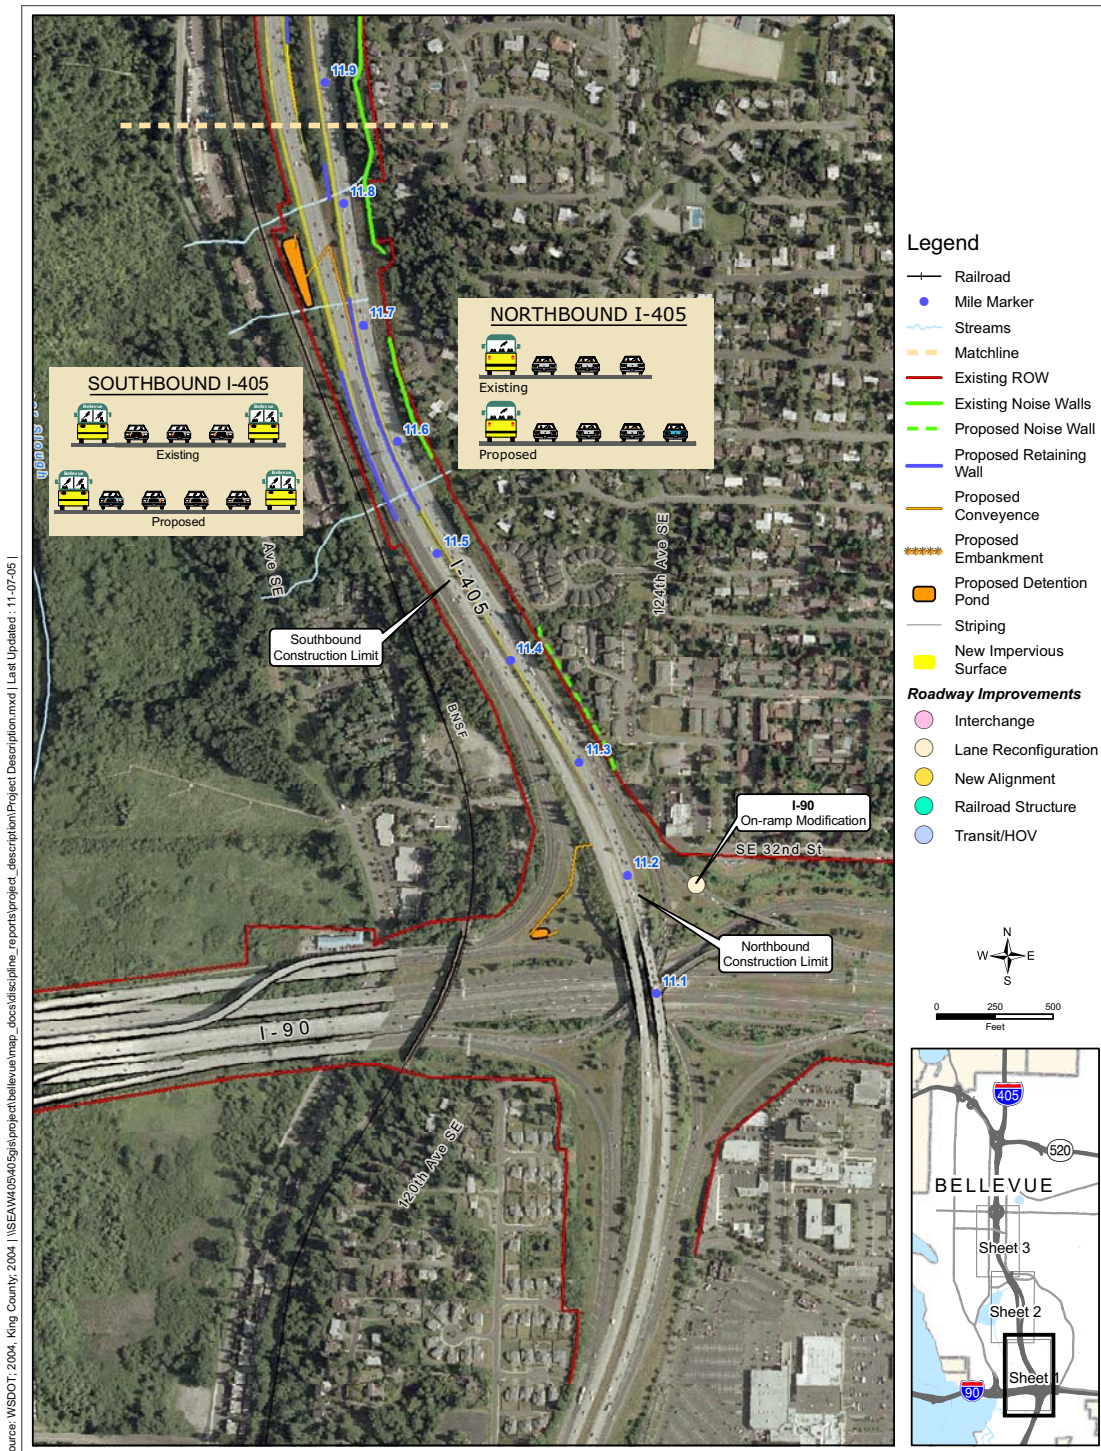 11.9
11.8
11.7
NORTHBOUND I-405
Existing
Proposed
SOUTHBOUND I-405
Bellevue
Bellevue
Existing
Bellevue
Bellevue
Proposed
Slough
11.6
11.5
I-405
Ave SE
124th Ave SE
Southbound
Construction Limit
11.4
BNSF
11.3
I-90
On-ramp Modification
SE 32nd St
11.2
Northbound
Construction Limit
11.1
I-90
120th Ave SE
Legend
Railroad
Mile Marker
Streams
Matchline
Existing ROW
Existing Noise Walls
Proposed Noise Wall
Proposed Retaining
Wall
Proposed
Conveyence
Proposed
Embankment
Proposed Detention
Pond
Striping
New Impervious
Surface
Roadway Improvements
Interchange
Lane Reconfiguration
New Alignment
Railroad Structure
Transit/HOV
N
W E
S
0 250 500
Feet
405
520
BELLEVUE
Sheet 3
Sheet 2
Sheet 1
90
ource: WSDOT; 2004, King County; 2004 | \\SEAW405\405gis\project\bellevue\map_docs\discipline_reports\project_description\Project Description.mxd | Last Updated : 11-07-05 |